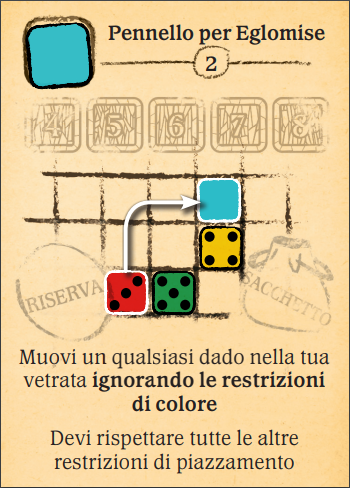 Pennello per Eglomise
2
4 5 6 7 8
RISERVA
SACCHETTO
Muovi un qualsiasi dado nella tua
vetrata ignorando le restrizioni
di colore
Devi rispettare tutte le altre
restrizioni di piazzamento